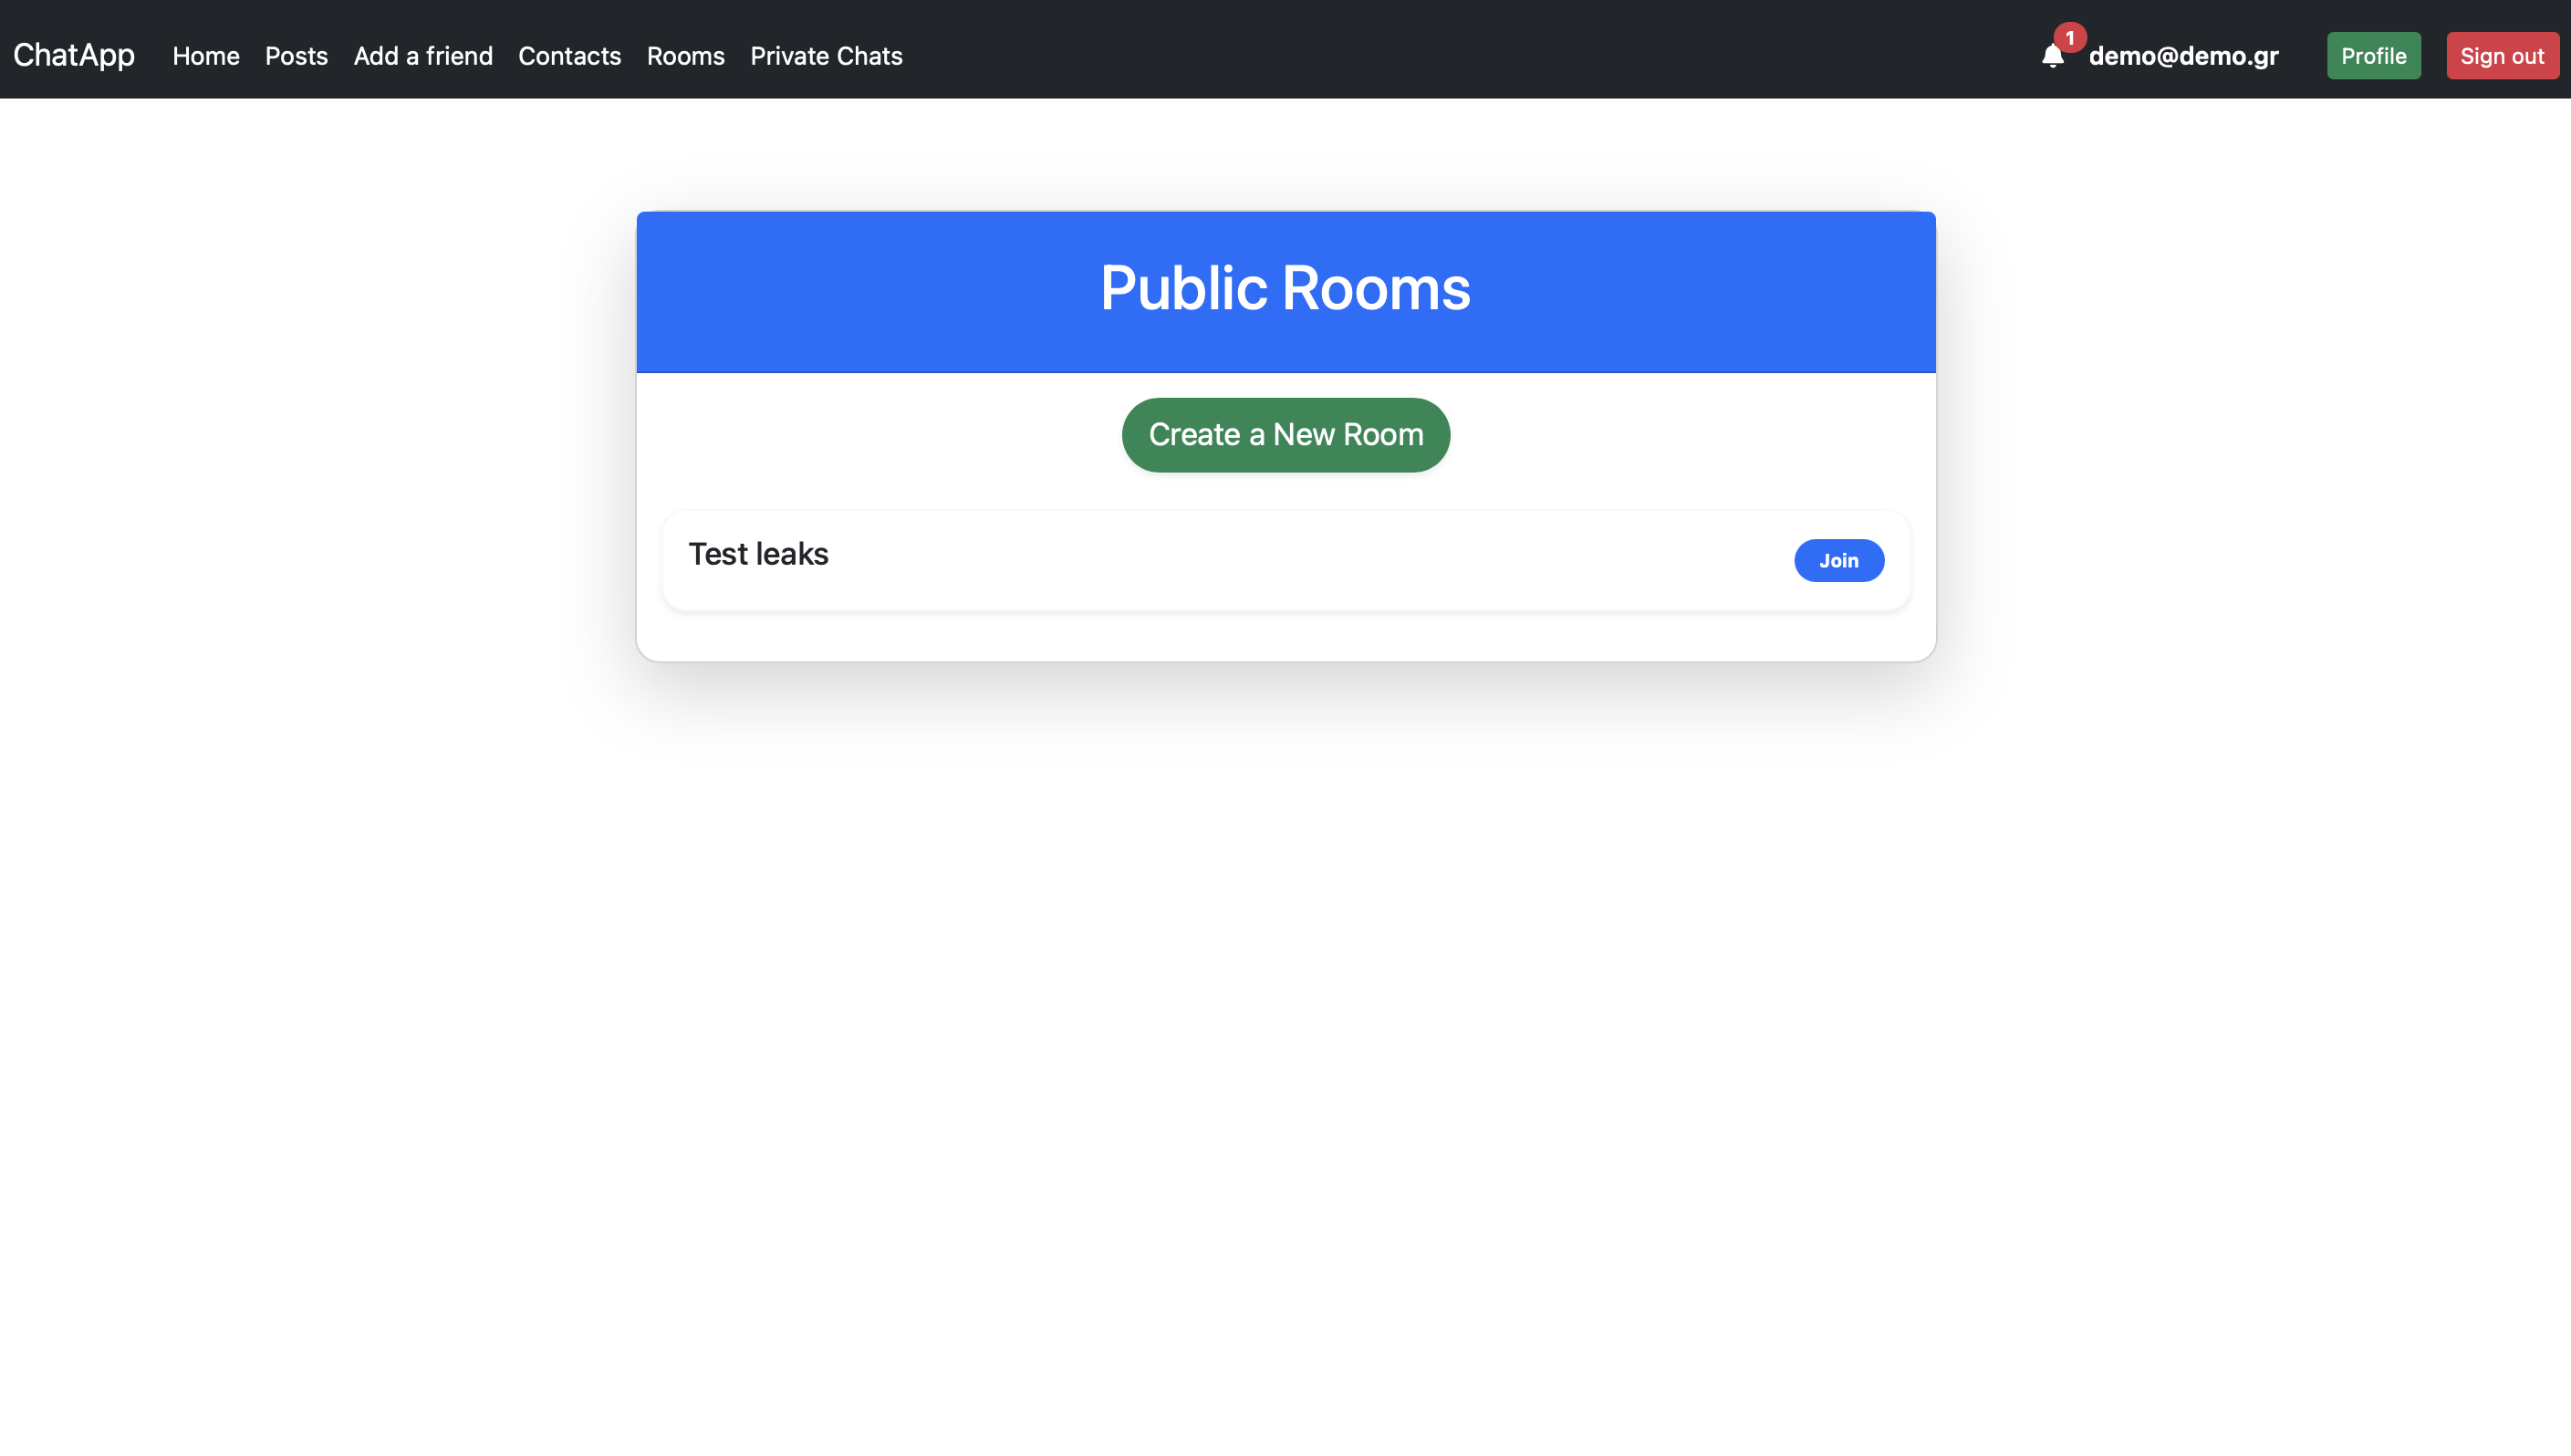 ChatApp Home Posts Add a friend Contacts Rooms Private Chats 1 demo@demo.gr Profile Sign out
Public Rooms
Create a New Room
Test leaks Join